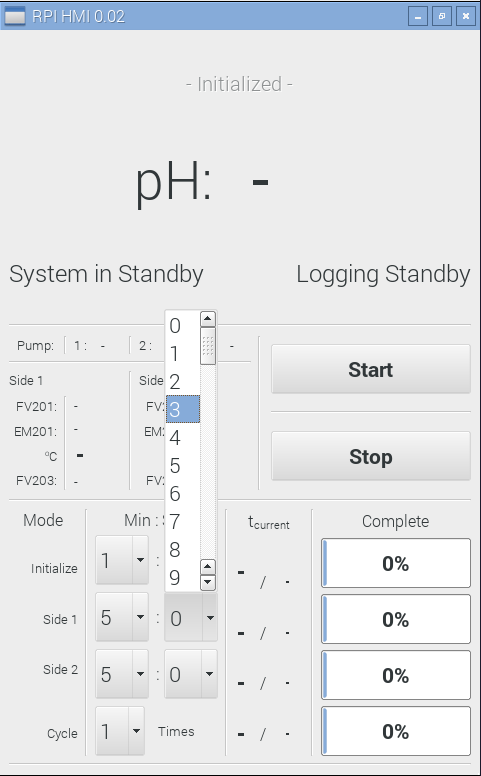 RPI HMI 0.02
- Initialized -
pH: -
System in Standby
Logging Standby
0
1
2
3
4
5
6
7
8
9
Pump: 1 : - 2 : -
Side 1
FV201: -
EM201: -
ºC -
FV203: -
Side
FV
EM
FV
Start
Stop
Mode Min : S t current Complete
Initialize 1 : - / - 0%
Side 1 5 : 0 - / - 0%
Side 2 5 : 0 - / - 0%
Cycle 1 Times - / - 0%